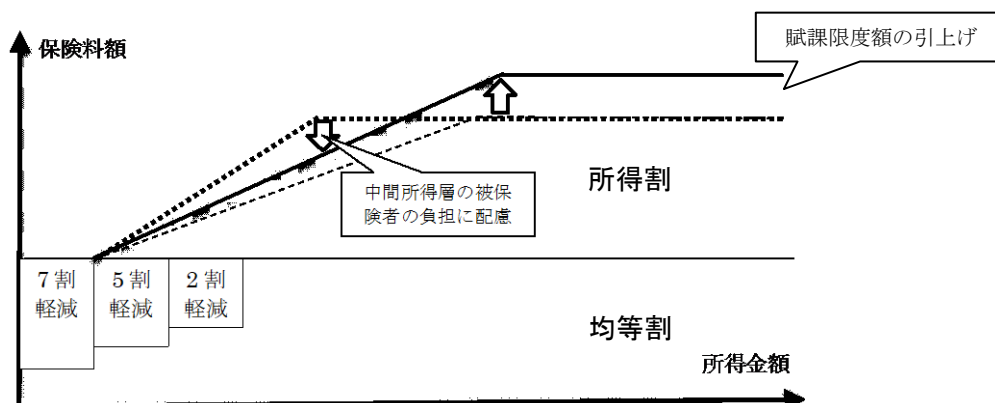 保険料額
賦課限度額の引上げ
中間所得層の被保
険者の負担に配慮
所得割
7割
軽減
5割
軽減
2割
軽減
均等割
所得金額